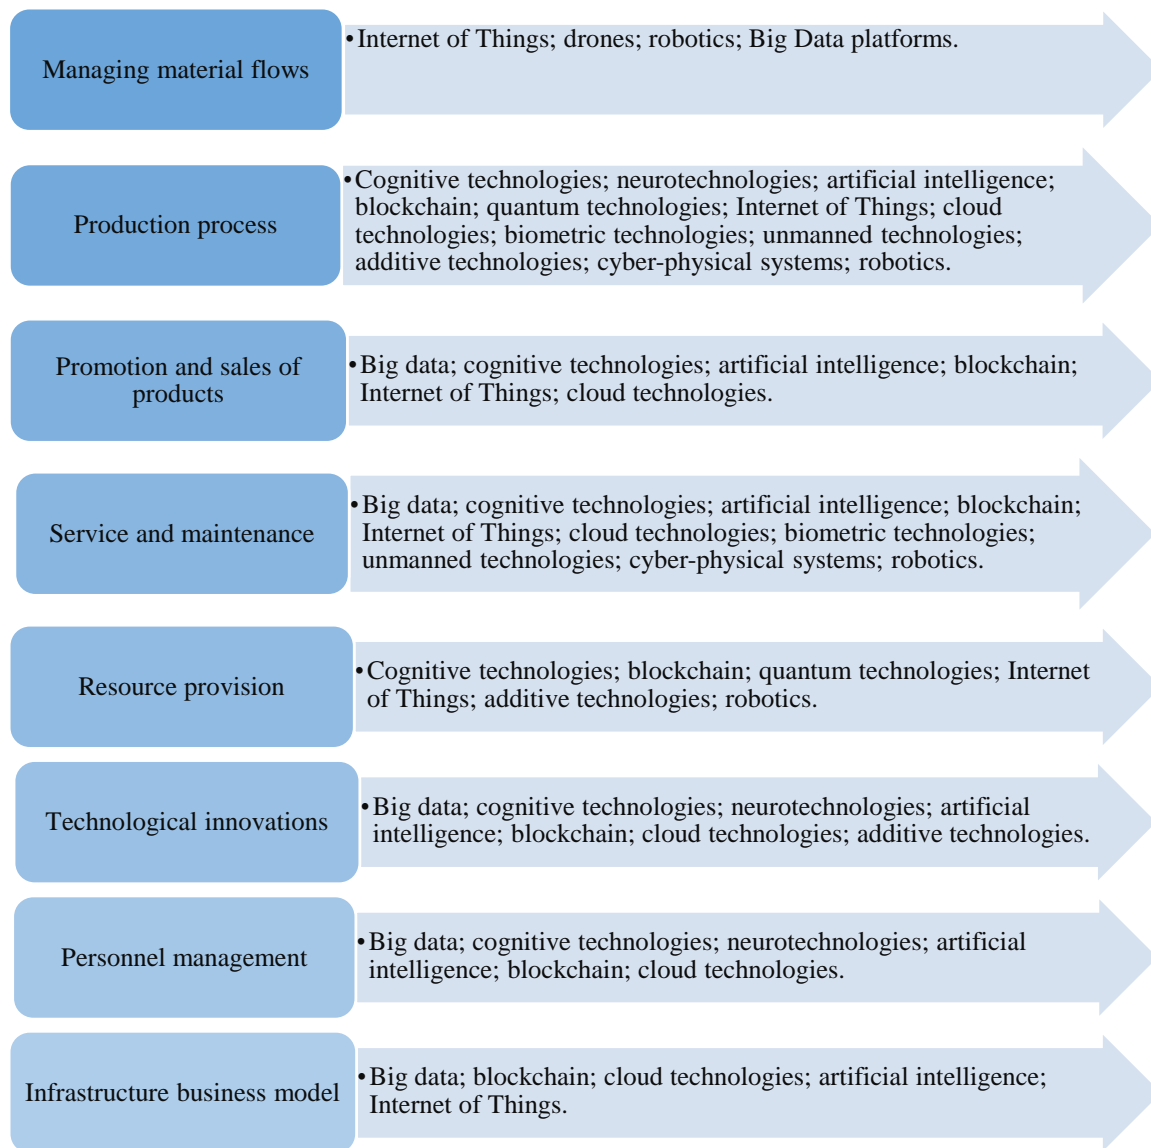 Managing material flows
•Internet of Things; drones; robotics; Big Data platforms.
Production process
•Cognitive technologies; neurotechnologies; artificial intelligence;
blockchain; quantum technologies; Internet of Things; cloud
technologies; biometric technologies; unmanned technologies;
additive technologies; cyber-physical systems; robotics.
Promotion and sales of
products
•Big data; cognitive technologies; artificial intelligence; blockchain;
Internet of Things; cloud technologies.
Service and maintenance
•Big data; cognitive technologies; artificial intelligence; blockchain;
Internet of Things; cloud technologies; biometric technologies;
unmanned technologies; cyber-physical systems; robotics.
Resource provision
•Cognitive technologies; blockchain; quantum technologies; Internet
of Things; additive technologies; robotics.
Technological innovations
•Big data; cognitive technologies; neurotechnologies; artificial
intelligence; blockchain; cloud technologies; additive technologies.
Personnel management
•Big data; cognitive technologies; neurotechnologies; artificial
intelligence; blockchain; cloud technologies.
Infrastructure business model
•Big data; blockchain; cloud technologies; artificial intelligence;
Internet of Things.